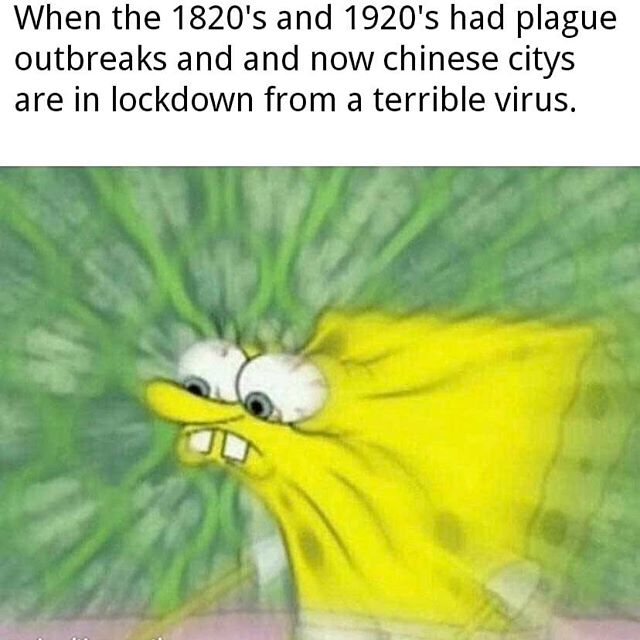 When the 1820's and 1920's had plague
outbreaks and and now chinese citys
are in lockdown from a terrible virus.